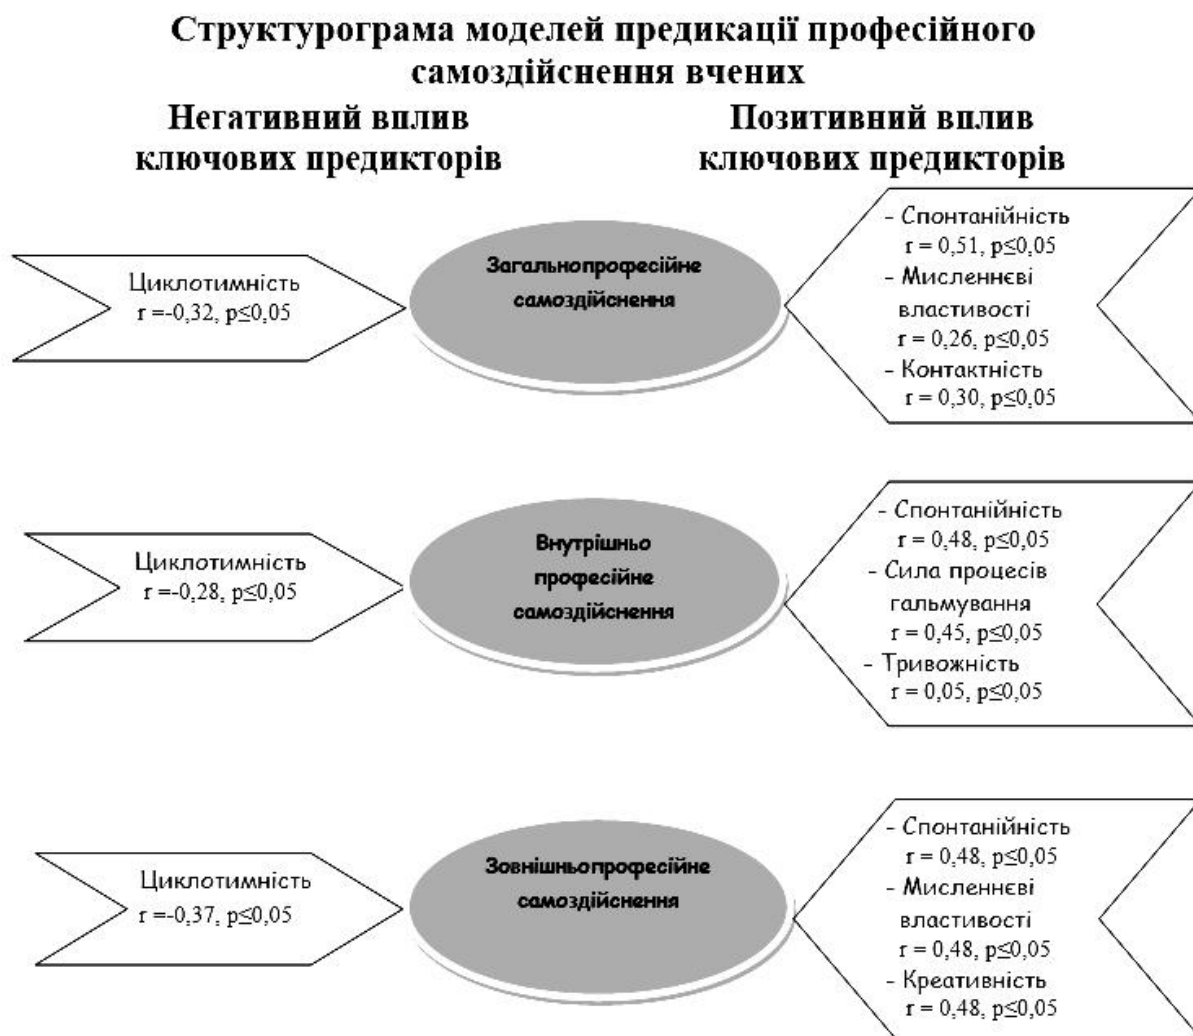 Структурограма моделей предикації професійного
самоздійснення вчених
Негативний вплив
ключових предикторів
Позитивний вплив
ключових предикторів
Циклотимність
r =-0,32, p≤0,05
Загальнопрофесійне
самоздійснення
- Спонтанійність
r = 0,51, p≤0,05
- Мисленнєві
властивості
r = 0,26, p≤0,05
- Контактність
r = 0,30, p≤0,05
Циклотимність
r =-0,28, p≤0,05
Внутрішньо
професійне
самоздійснення
- Спонтанійність
r = 0,48, p≤0,05
- Сила процесів
гальмування
r = 0,45, p≤0,05
- Тривожність
r = 0,05, p≤0,05
Циклотимність
r =-0,37, p≤0,05
Зовнішньопрофесійне
самоздійснення
- Спонтанійність
r = 0,48, p≤0,05
- Мисленнєві
властивості
r = 0,48, p≤0,05
- Креативність
r = 0,48, p≤0,05